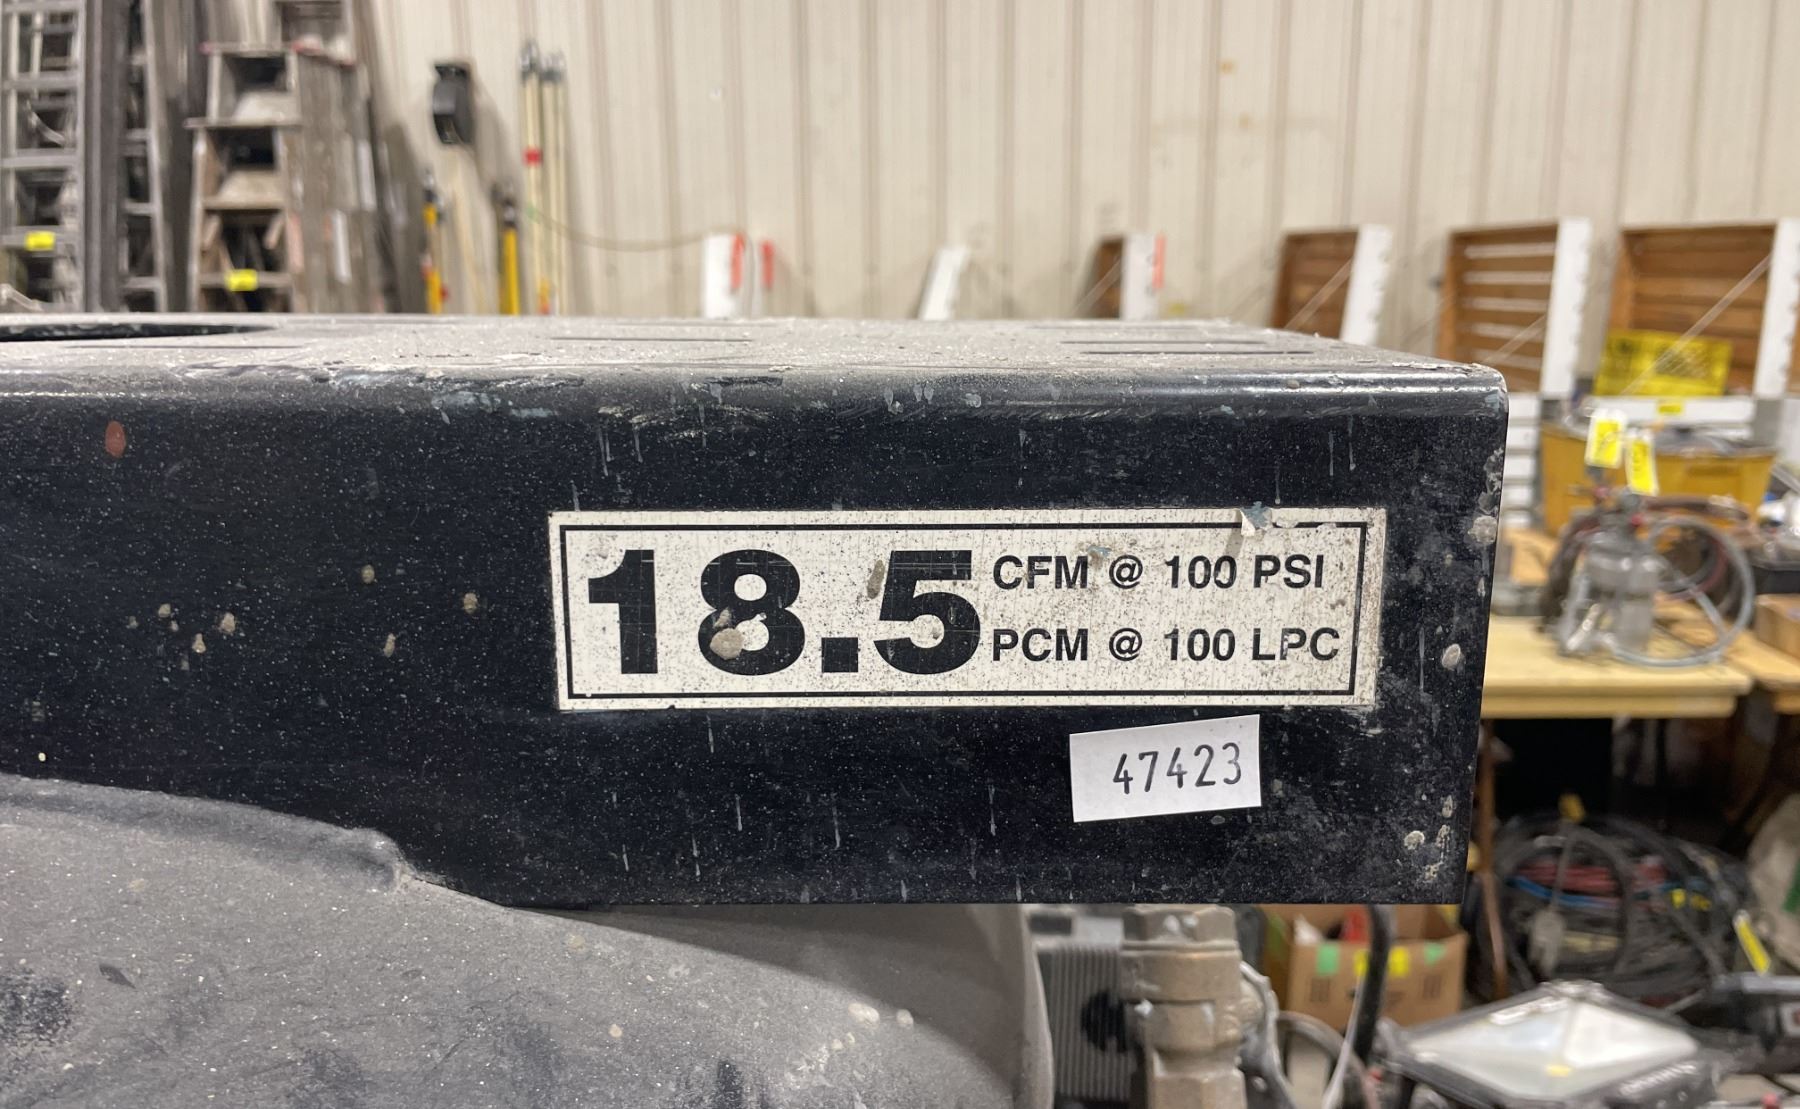 18.5
CFM @ 100 PSI
PCM @ 100 LPC
47423